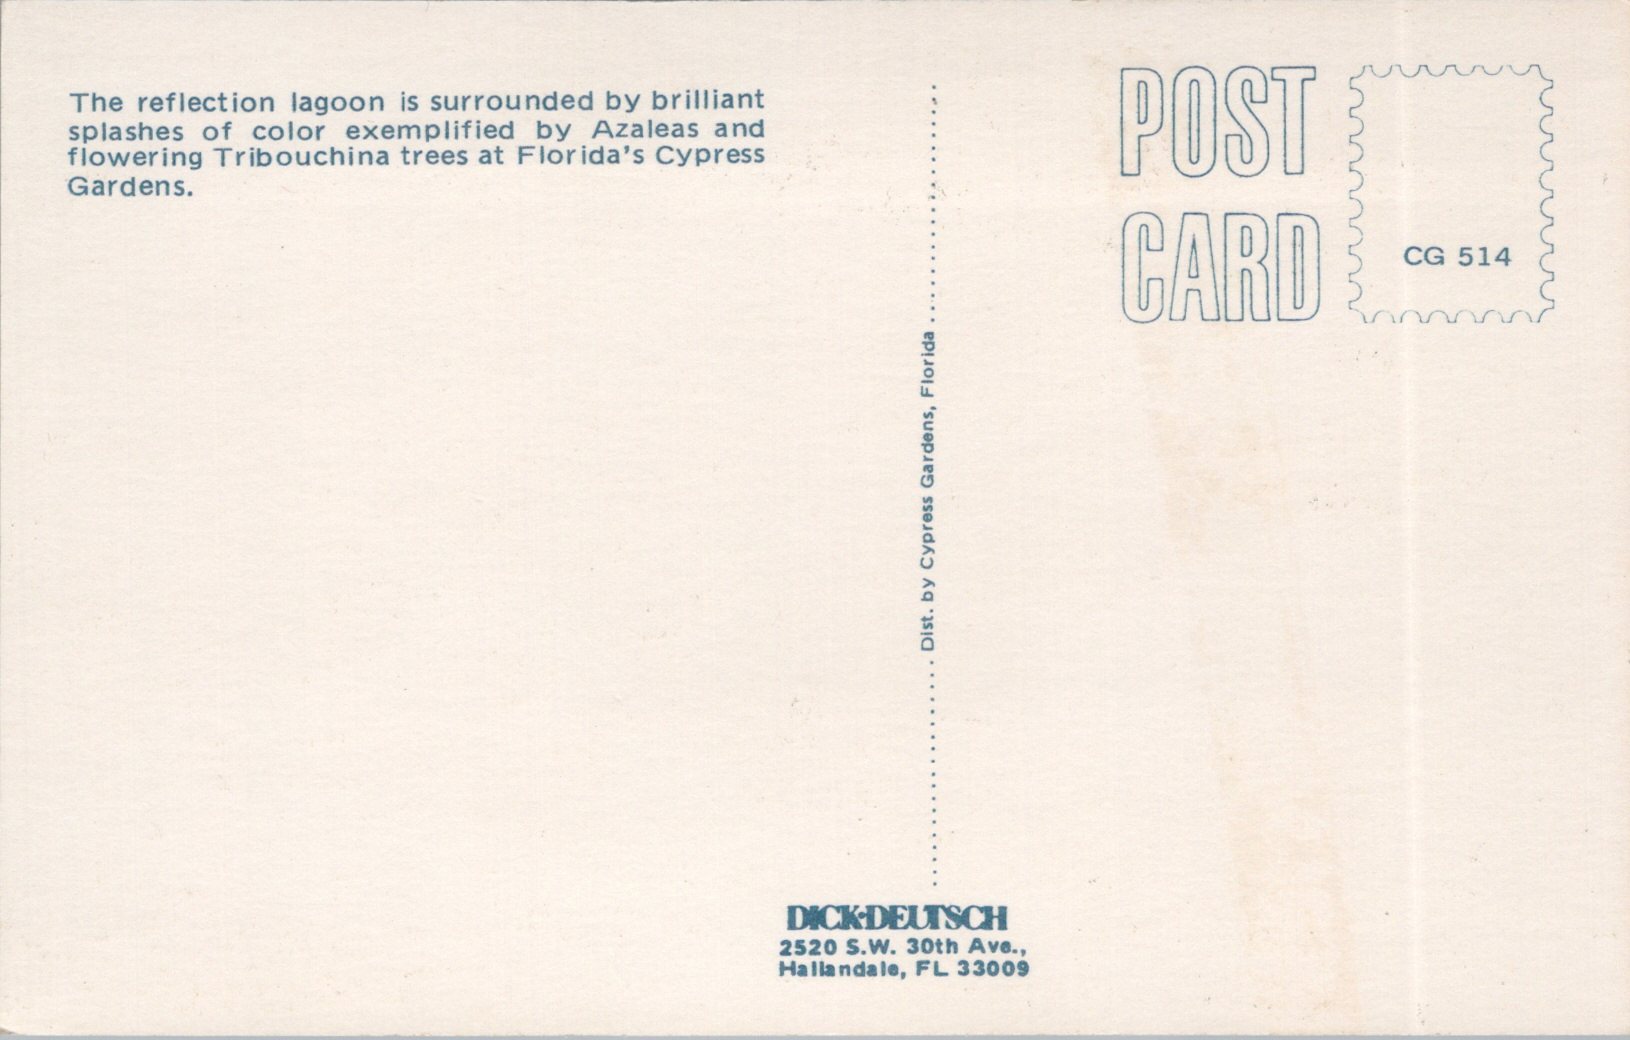 The reflection lagoon is surrounded by brilliant
splashes of color exemplified by Azaleas and
flowering Tribouchina trees at Florida's Cypress
Gardens.
POST
CARD
CG 514
Dist. by Cypress Gardens, Florida
DICK•DEUTSCH
2520 S.W. 30th Ave.,
Hallandale, FL 33009